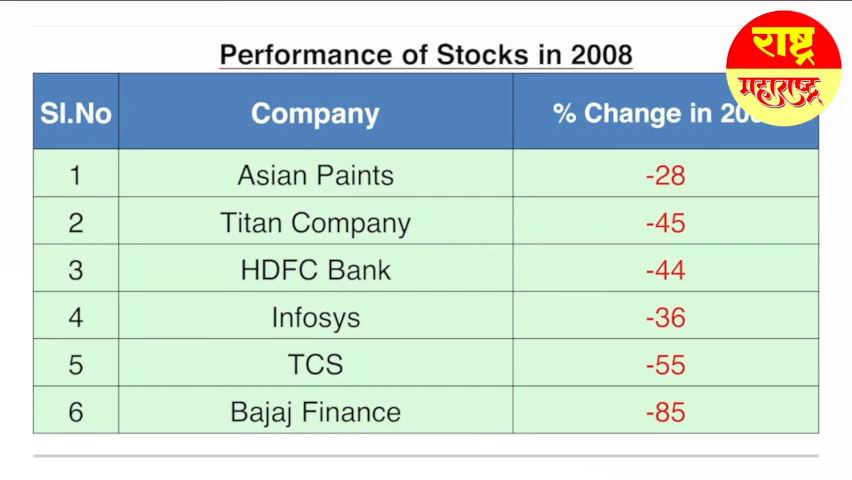 Performance of Stocks in 2008
राष्ट्र
महाराष्ट्र
Sl.No Company % Change in
1 Asian Paints -28
2 Titan Company -45
3 HDFC Bank -44
4 Infosys -36
5 TCS -55
6 Bajaj Finance -85